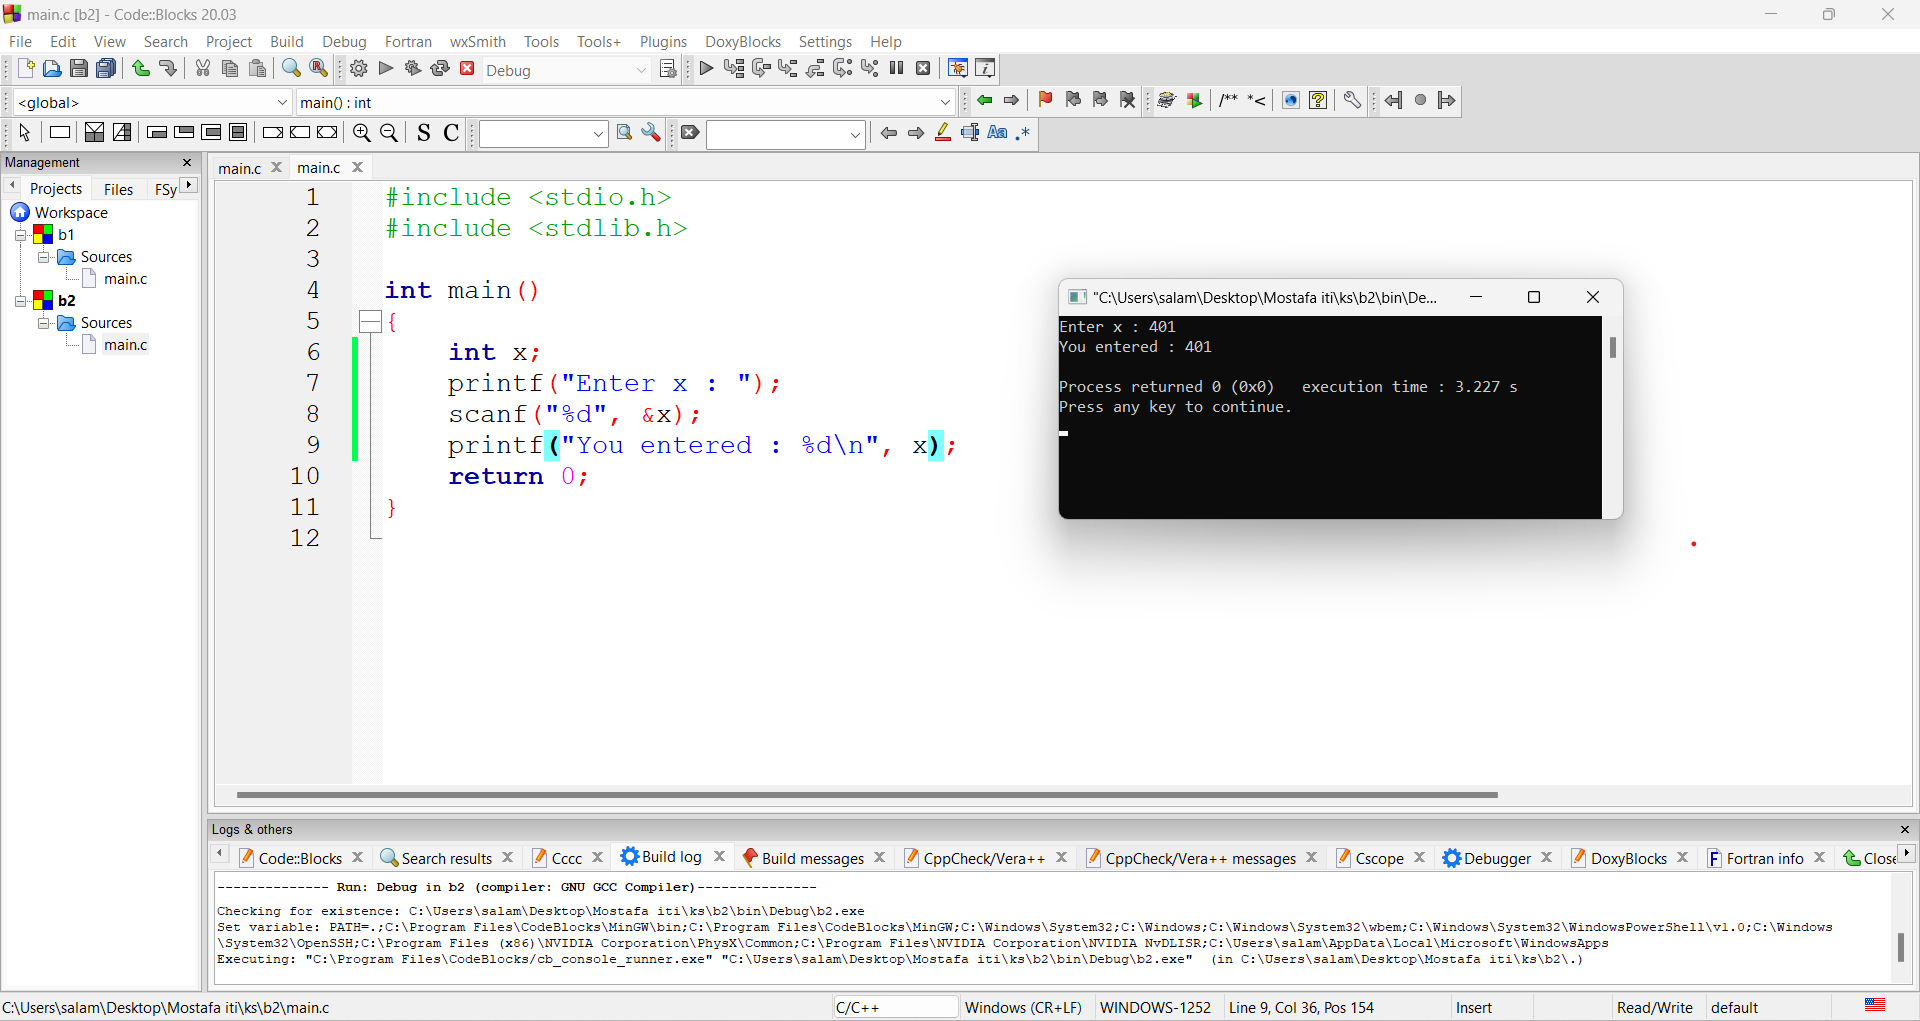 main.c [b2] - Code::Blocks 20.03
File Edit View Search Project Build Debug Fortran wxSmith Tools Tools+ Plugins DoxyBlocks Settings Help
Debug
<global> main() : int
/** *<
S C Aa .*
Management
Projects Files FSy
Workspace
b1
Sources
main.c
b2
Sources
main.c
main.c main.c
1 #include <stdio.h>
2 #include <stdlib.h>
3
4 int main()
5 {
6 int x;
7 printf("Enter x : ");
8 scanf("%d", &x);
9 printf("You entered : %d\n", x);
10 return 0;
11 }
12
"C:\Users\salam\Desktop\Mostafa iti\ks\b2\bin\De...
Enter x : 401
You entered : 401
Process returned 0 (0x0) execution time : 3.227 s
Press any key to continue.
Logs & others
Code::Blocks Search results Cccc Build log Build messages CppCheck/Vera++ CppCheck/Vera++ messages Cscope Debugger DoxyBlocks Fortran info Close
-------------- Run: Debug in b2 (compiler: GNU GCC Compiler)---------------
Checking for existence: C:\Users\salam\Desktop\Mostafa iti\ks\b2\bin\Debug\b2.exe
Set variable: PATH=.;C:\Program Files\CodeBlocks\MinGW\bin;C:\Program Files\CodeBlocks\MinGW;C:\Windows\System32;C:\Windows;C:\Windows\System32\wbem;C:\Windows\System32\WindowsPowerShell\v1.0;C:\Windows
\System32\OpenSSH;C:\Program Files (x86)\NVIDIA Corporation\PhysX\Common;C:\Program Files\NVIDIA Corporation\NVIDIA NvDLISR;C:\Users\salam\AppData\Local\Microsoft\WindowsApps
Executing: "C:\Program Files\CodeBlocks/cb_console_runner.exe" "C:\Users\salam\Desktop\Mostafa iti\ks\b2\bin\Debug\b2.exe" (in C:\Users\salam\Desktop\Mostafa iti\ks\b2\.)
C:\Users\salam\Desktop\Mostafa iti\ks\b2\main.c C/C++ Windows (CR+LF) WINDOWS-1252 Line 9, Col 36, Pos 154 Insert Read/Write default